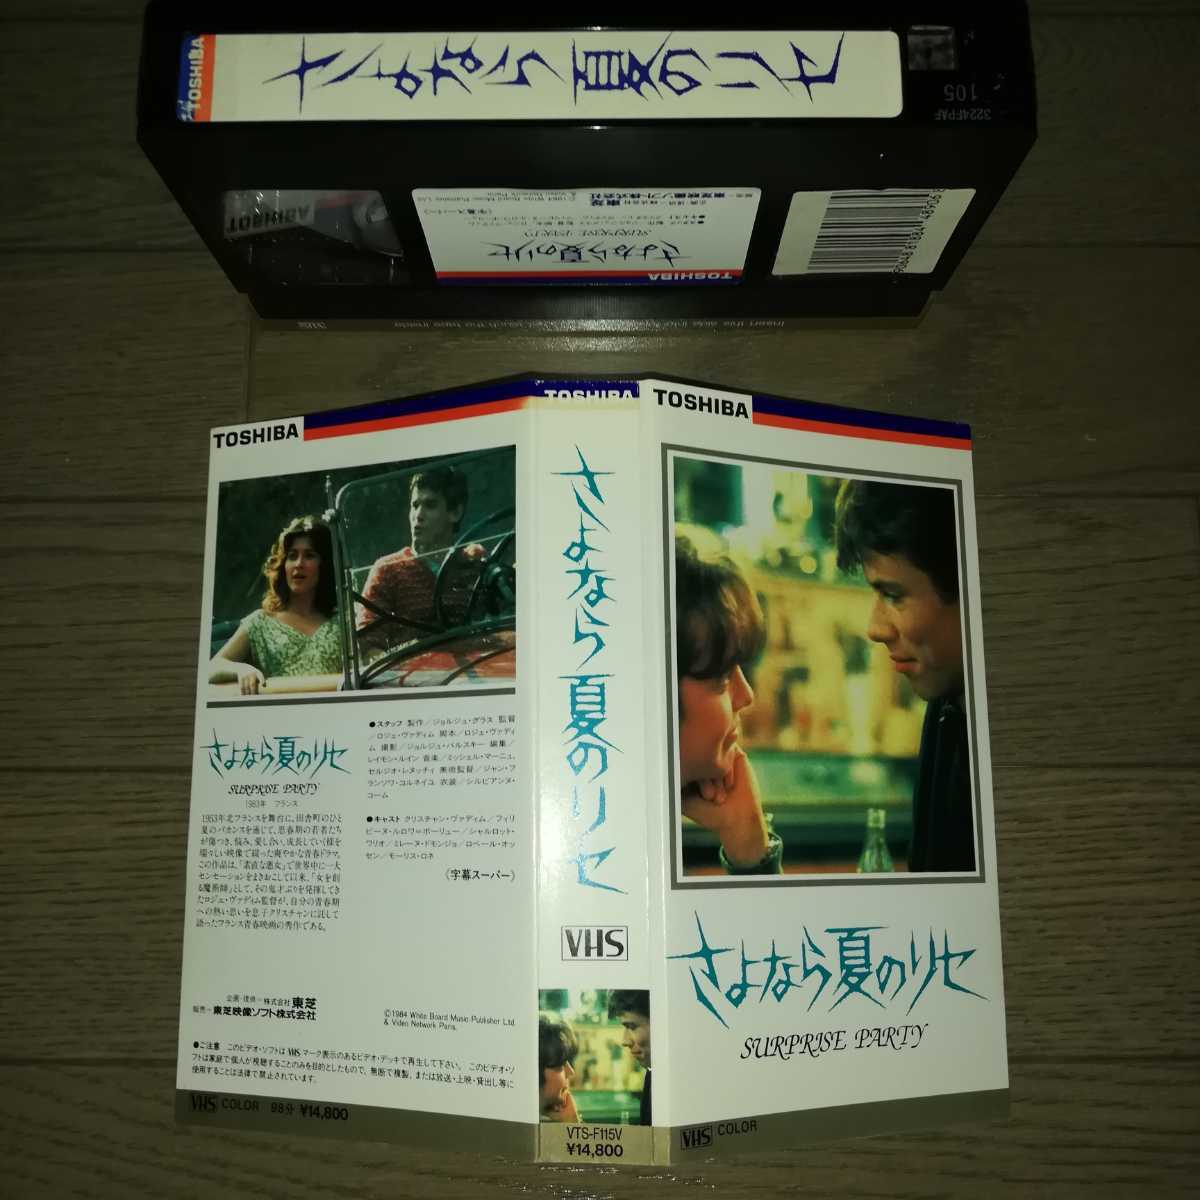 TOSHIBA
さよなら夏のリセ
105
3224FPAF
TOSHIBA
さよなら夏のリセ
SURPRISE PARTY
〈字幕スーパー〉
TOSHIBA
さよなら夏のリセ
SURPRISE PARTY
1983年 フランス
1953年北フランスを舞台に、田舎町のひと
夏のバカンスを通じて、思春期の若者たち
が傷つき、悩み、愛し合い、成長していく様を
瑞々しい映像で綴った爽やかな青春ドラマ。
この作品は、「素直な悪女」で世界中に一大
センセーションをまきおこして以来、「女を創
る魔術師」として、その鬼才ぶりを発揮してき
たロジェ・ヴァディム監督が、自分の青春期
への熱い思いを息子クリスチャンに託して
語ったフランス青春映画の秀作である。
●スタッフ 製作/ジョルジュ・グラス 監督
/ロジェ・ヴァディム 脚本/ロジェ・ヴァディ
ム 撮影/ジョルジュ・バルスキー 編集/
レイモン・ルイン 音楽/ミッシェル・マーニュ、
セルジオ・レヌッチィ 美術監督/ジャン・フ
ランソワ・コルネイユ 衣装/シルビアンヌ・
コーム
●キャスト クリスチャン・ヴァディム/フィリ
ピーヌ・ルロワ=ボーリュー/シャルロット・
ワリオ/ミレーヌ・ドモンジョ/ロベール・オッ
セン/モーリス・ロネ
〈字幕スーパー〉
企画・提供=株式会社 東芝
販売=東芝映像ソフト株式会社
©1984 White Board Music Publisher Ltd
& Video Network Paris.
●ご注意 このビデオ・ソフトはVHSマーク表示のあるビデオ・デッキで再生して下さい。このビデオ・ソ
フトは家庭で個人が視聴することのみを目的としたもので、無断で複製、または放送・上映・貸出し等に
使用することは法律で禁止されています。
VHS COLOR 98分 ¥14,800
TOSHIBA
さよなら夏のリセ
VHS
VTS-F115V
¥14,800
TOSHIBA
さよなら夏のリセ
SURPRISE PARTY
VHS COLOR